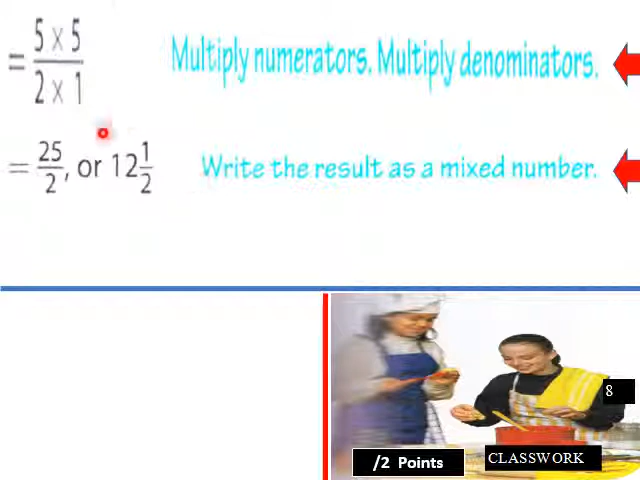 = 5 x 5 / 2 x 1 Multiply numerators. Multiply denominators.
= 25/2, or 12 1/2 Write the result as a mixed number.
8
/2 Points CLASSWORK